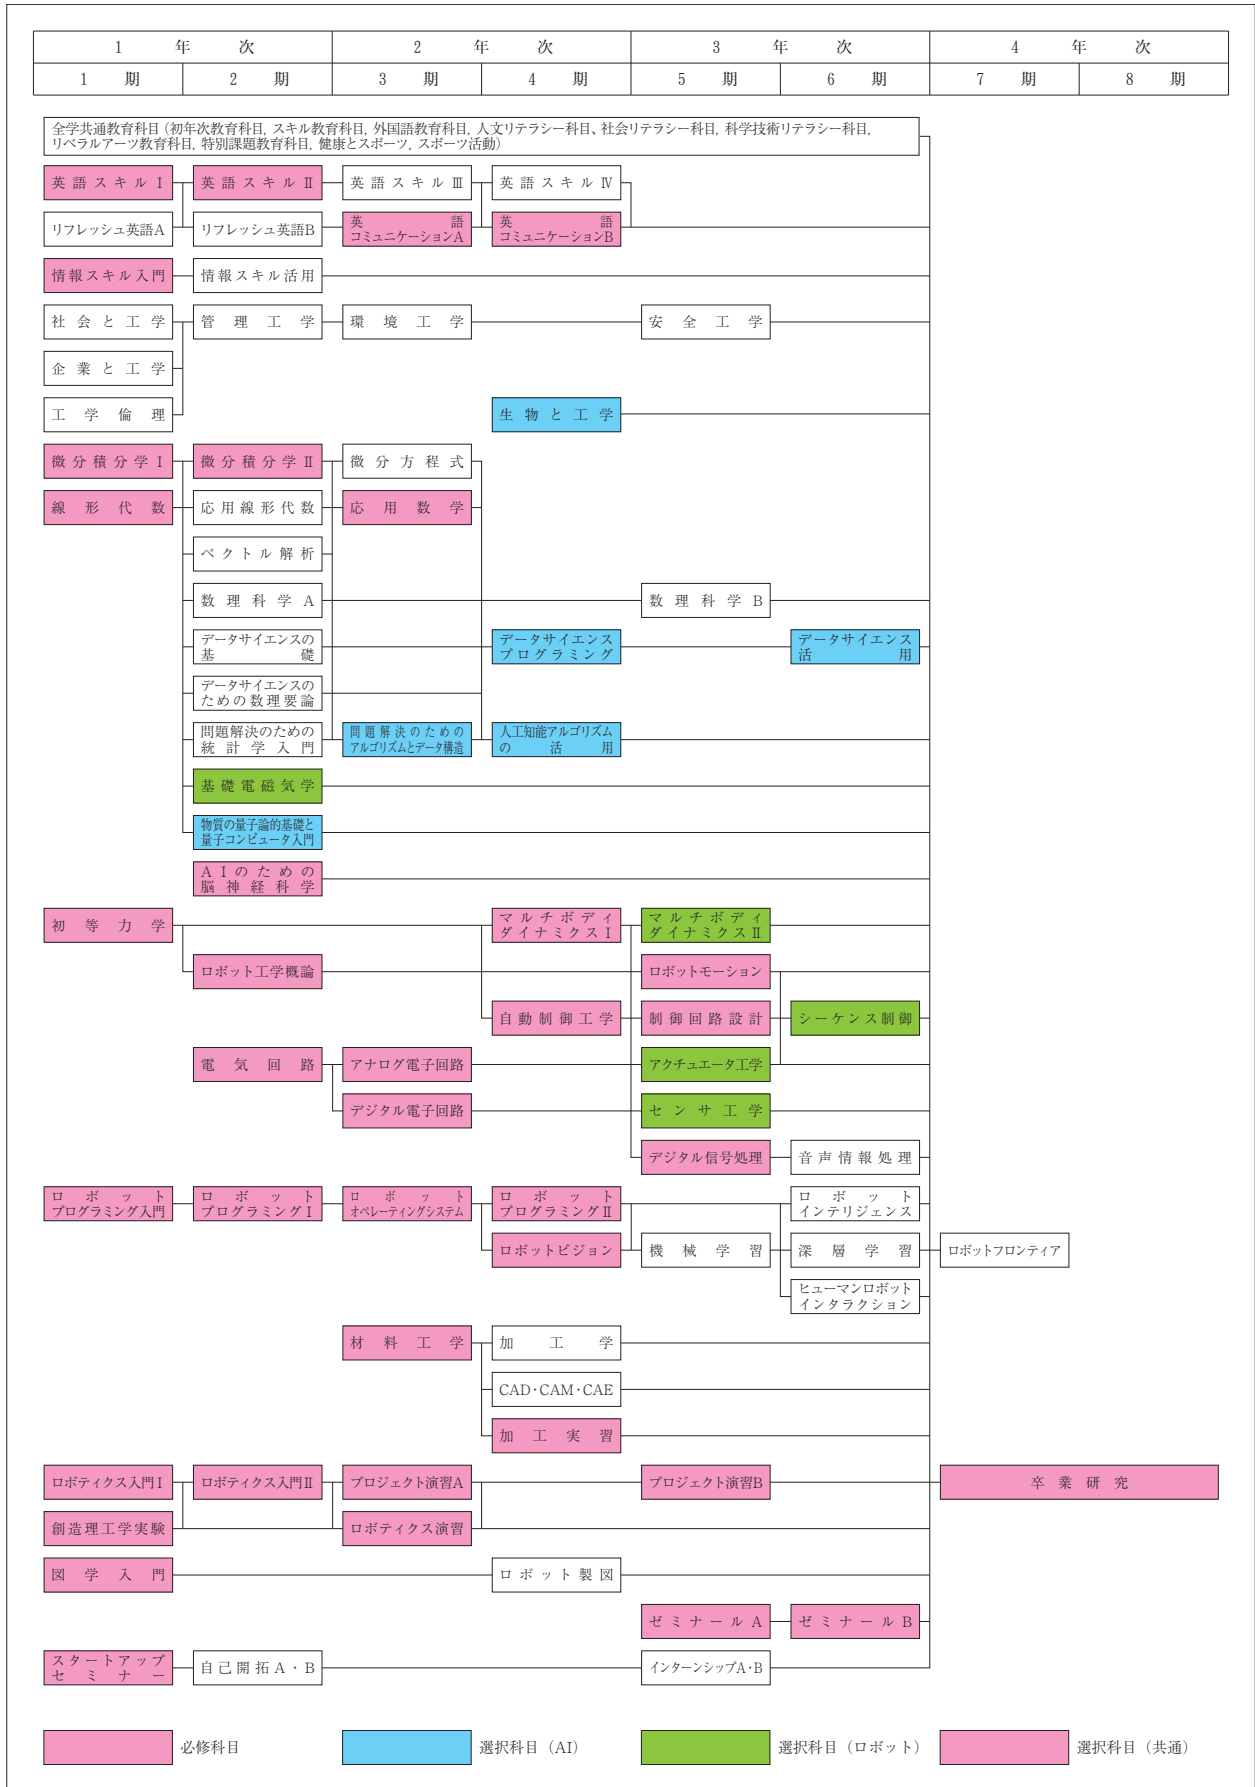 1 年 次 2 年 次 3 年 次 4 年 次
1 期 2 期 3 期 4 期 5 期 6 期 7 期 8 期
全学共通教育科目(初年次教育科目, スキル教育科目, 外国語教育科目, 人文リテラシー科目、社会リテラシー科目, 科学技術リテラシー科目,
リベラルアーツ教育科目, 特別課題教育科目, 健康とスポーツ, スポーツ活動)
英語スキルⅠ 英語スキルⅡ 英語スキルⅢ 英語スキルⅣ
リフレッシュ英語A リフレッシュ英語B 英語 英語
コミュニケーションA コミュニケーションB
情報スキル入門 情報スキル活用
社会と工学 管理工学 環境工学 安全工学
企業と工学
工学倫理 生物と工学
微分積分学Ⅰ 微分積分学Ⅱ 微分方程式
線形代数 応用線形代数 応用数学
ベクトル解析
数理科学A 数理科学B
データサイエンスの データサイエンス データサイエンス
基礎 プログラミング 活用
データサイエンスの
ための数理要論
問題解決のための 問題解決のための 人工知能アルゴリズム
統計学入門 アルゴリズムとデータ構造 の活用
基礎電磁気学
物質の量子論的基礎と
量子コンピュータ入門
AIのための
脳神経科学
初等力学 マルチボディ マルチボディ
ダイナミクスⅠ ダイナミクスⅡ
ロボット工学概論 ロボットモーション
自動制御工学 制御回路設計 シーケンス制御
電気回路 アナログ電子回路 アクチュエータ工学
デジタル電子回路 センサ工学
デジタル信号処理 音声情報処理
ロボット ロボット ロボット ロボット ロボット
プログラミング入門 プログラミングⅠ オペレーティングシステム プログラミングⅡ インテリジェンス
ロボットビジョン 機械学習 深層学習 ロボットフロンティア
ヒューマンロボット
インタラクション
材料工学 加工学
CAD・CAM・CAE
加工実習
ロボティクス入門Ⅰ ロボティクス入門Ⅱ プロジェクト演習A プロジェクト演習B 卒業研究
創造理工学実験 ロボティクス演習
図学入門 ロボット製図
ゼミナールA ゼミナールB
スタートアップ
セミナー 自己開拓A・B インターンシップA・B
必修科目 選択科目(AI) 選択科目(ロボット) 選択科目(共通)